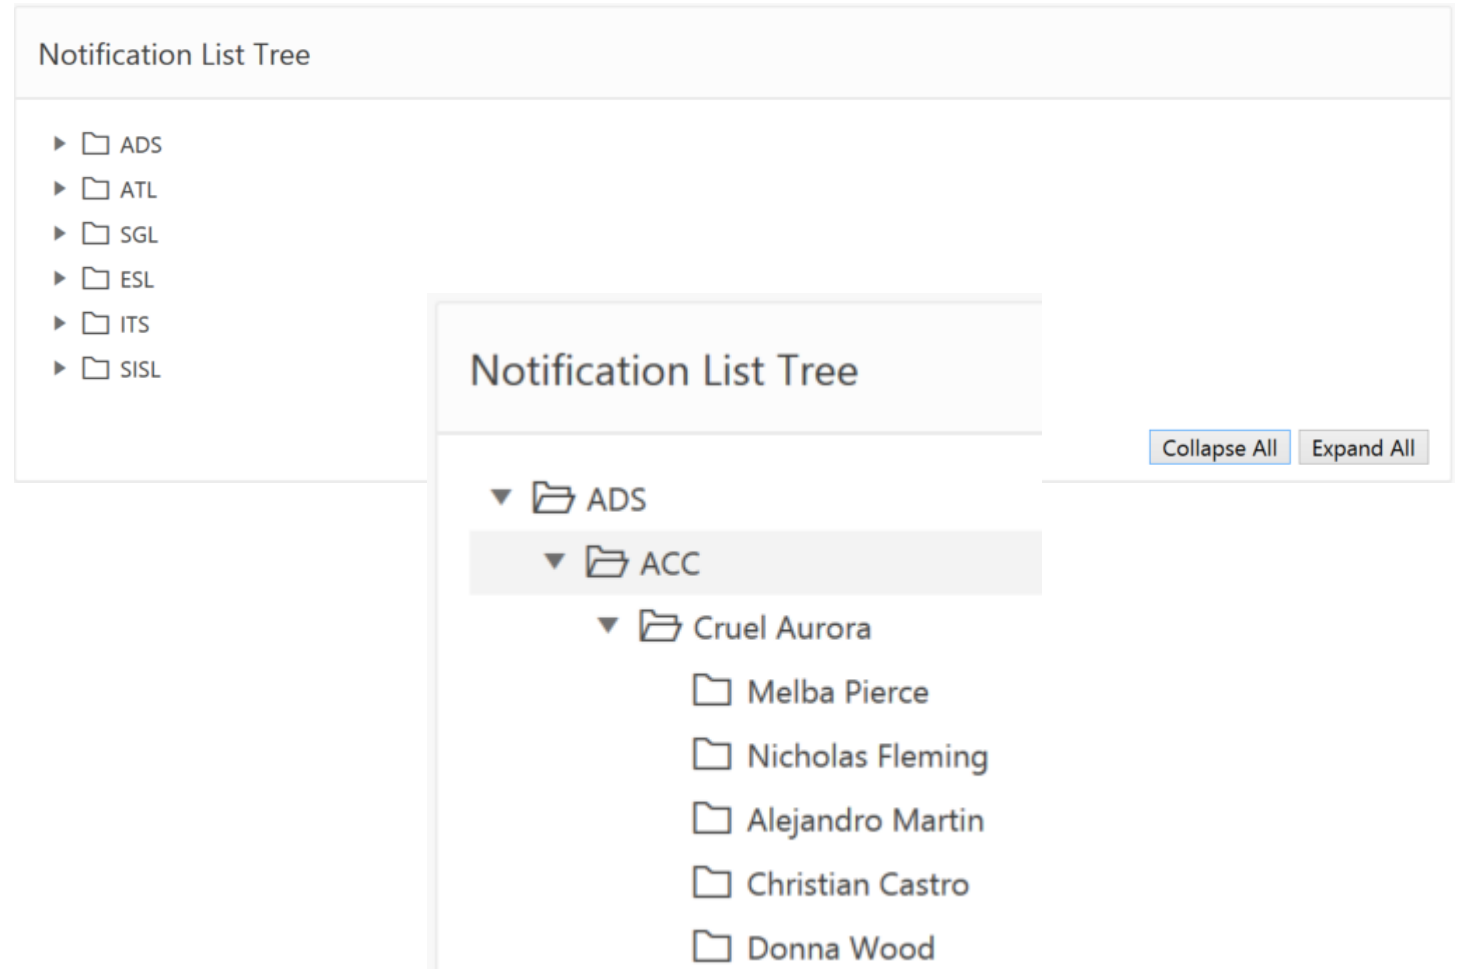 Notification List Tree
ADS
ATL
SGL
ESL
ITS
SISL
Collapse All Expand All
Notification List Tree
ADS
ACC
Cruel Aurora
Melba Pierce
Nicholas Fleming
Alejandro Martin
Christian Castro
Donna Wood